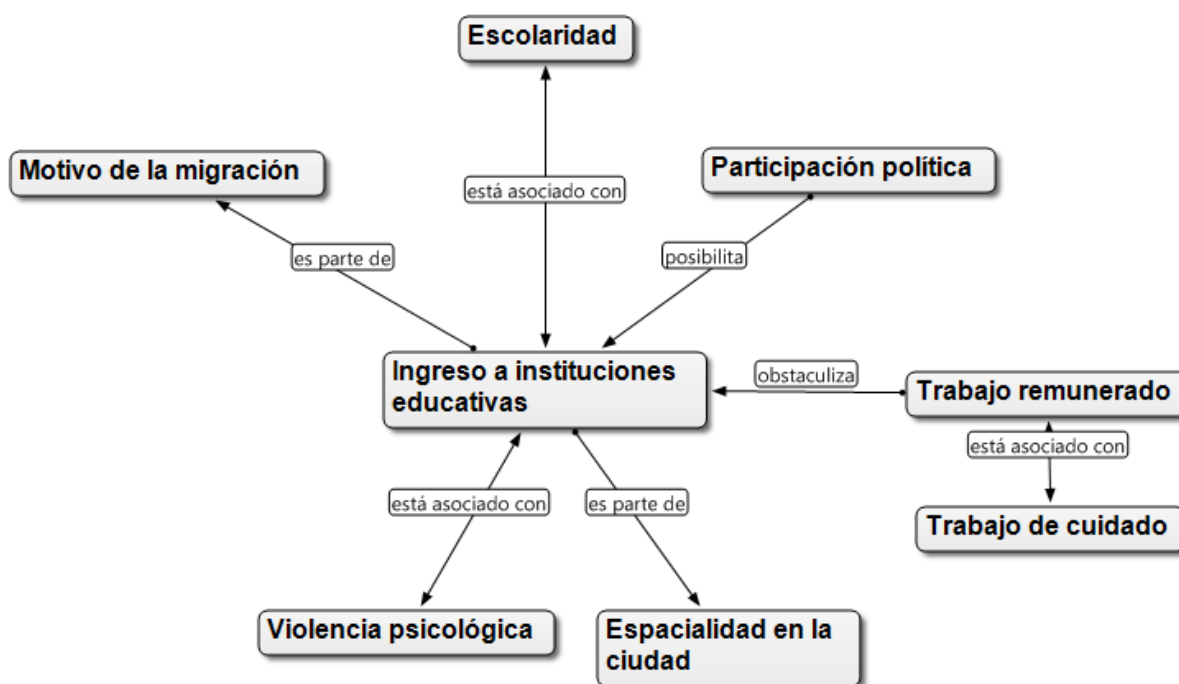 Escolaridad
Motivo de la migración
Participación política
está asociado con
es parte de
posibilita
Ingreso a instituciones
educativas
obstaculiza
Trabajo remunerado
está asociado con
está asociado con
es parte de
Trabajo de cuidado
Violencia psicológica
Espacialidad en la
ciudad